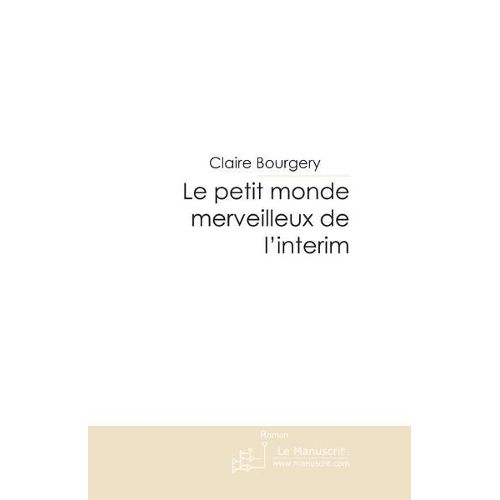 Claire Bourgery
Le petit monde
merveilleux de
l'interim
Roman
Le Manuscrit
www.manuscrit.com